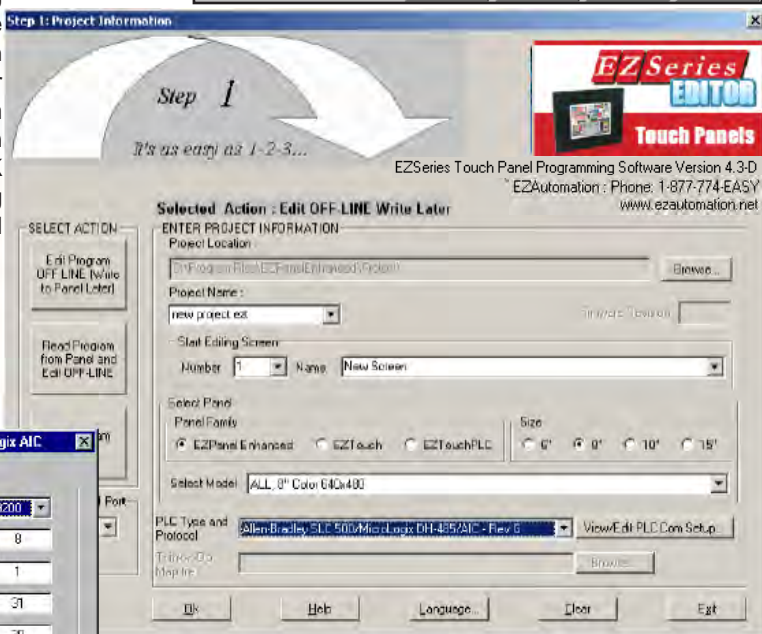 Step 1: Project Information
Step 1
It's as easy as 1-2-3...
EZSeries
EDITOR
Touch Panels
EZSeries Touch Panel Programming Software Version 4.3-D
EZAutomation : Phone: 1-877-774-EASY
www.ezautomation.net
Selected Action : Edit OFF-LINE Write Later
SELECT ACTION
Edit Program
OFF-LINE (Write
to Panel Later)
Read Program
from Panel and
Edit OFF-LINE
ENTER PROJECT INFORMATION
Project Location
Browse...
Project Name :
new project.ez
Start Editing Screen
Number 1 Name New Screen
Select Panel
Panel Family
EZPanel Enhanced EZTouch EZTouchPLC
Size
6" 8" 10" 15"
Select Model ALL, 8" Color 640x480
PLC Type and
Protocol
Allen-Bradley SLC 500/MicroLogix DH-485/AIC - Rev
View/Edit PLC Com Setup...
Browse...
Ok Help Language... Clear Exit
Port
gix AIC
8
1
31